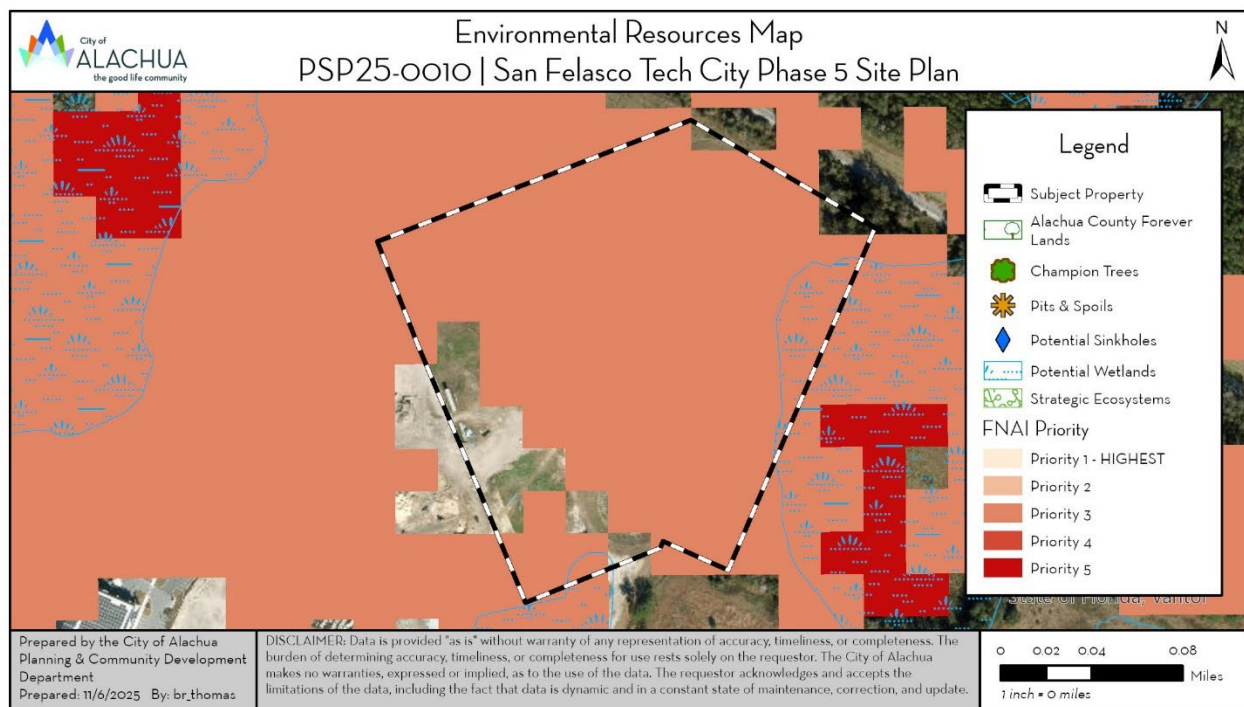 City of
ALACHUA
the good life community
Environmental Resources Map
PSP25-0010 | San Felasco Tech City Phase 5 Site Plan
N
Legend
Subject Property
Alachua County Forever
Lands
Champion Trees
Pits & Spoils
Potential Sinkholes
Potential Wetlands
Strategic Ecosystems
FNAI Priority
Priority 1 - HIGHEST
Priority 2
Priority 3
Priority 4
Priority 5
State of Florida, Vantor
Prepared by the City of Alachua
Planning & Community Development
Department
Prepared: 11/6/2025 By: br_thomas
DISCLAIMER: Data is provided "as is" without warranty of any representation of accuracy, timeliness, or completeness. The
burden of determining accuracy, timeliness, or completeness for use rests solely on the requestor. The City of Alachua
makes no warranties, expressed or implied, as to the use of the data. The requestor acknowledges and accepts the
limitations of the data, including the fact that data is dynamic and in a constant state of maintenance, correction, and update.
0 0.02 0.04 0.08
Miles
1 inch = 0 miles